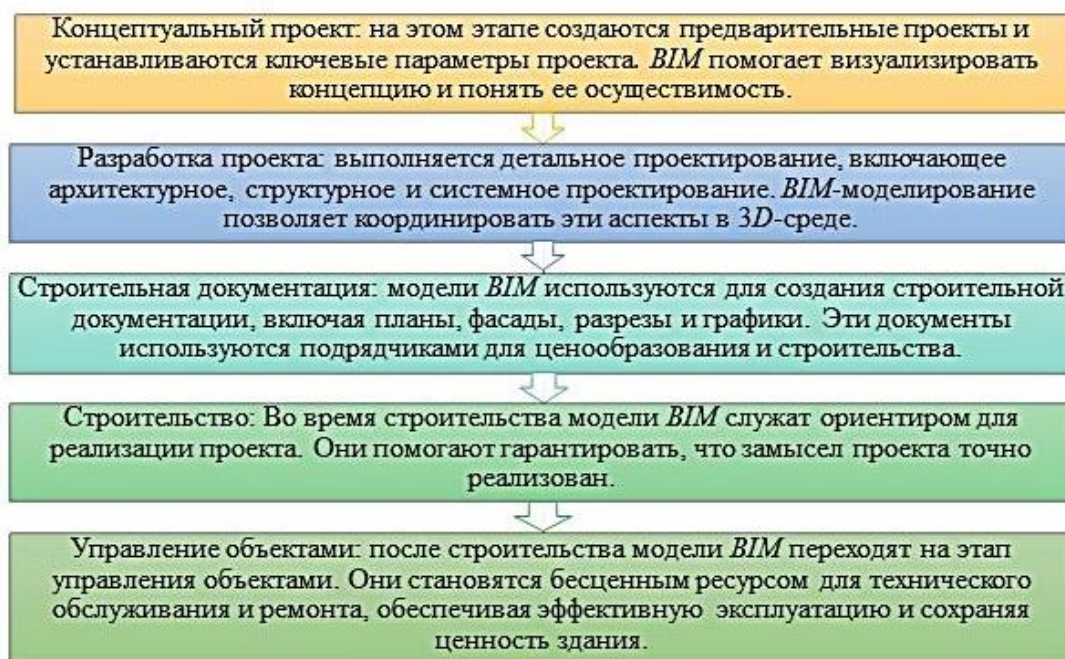 Концептуальный проект: на этом этапе создаются предварительные проекты и
устанавливаются ключевые параметры проекта. BIM помогает визуализировать
концепцию и понять ее осуществимость.
Разработка проекта: выполняется детальное проектирование, включающее
архитектурное, структурное и системное проектирование. BIM-моделирование
позволяет координировать эти аспекты в 3D-среде.
Строительная документация: модели BIM используются для создания строительной
документации, включая планы, фасады, разрезы и графики. Эти документы
используются подрядчиками для ценообразования и строительства.
Строительство: Во время строительства модели BIM служат ориентиром для
реализации проекта. Они помогают гарантировать, что замысел проекта точно
реализован.
Управление объектами: после строительства модели BIM переходят на этап
управления объектами. Они становятся бесценным ресурсом для технического
обслуживания и ремонта, обеспечивая эффективную эксплуатацию и сохраняя
ценность здания.